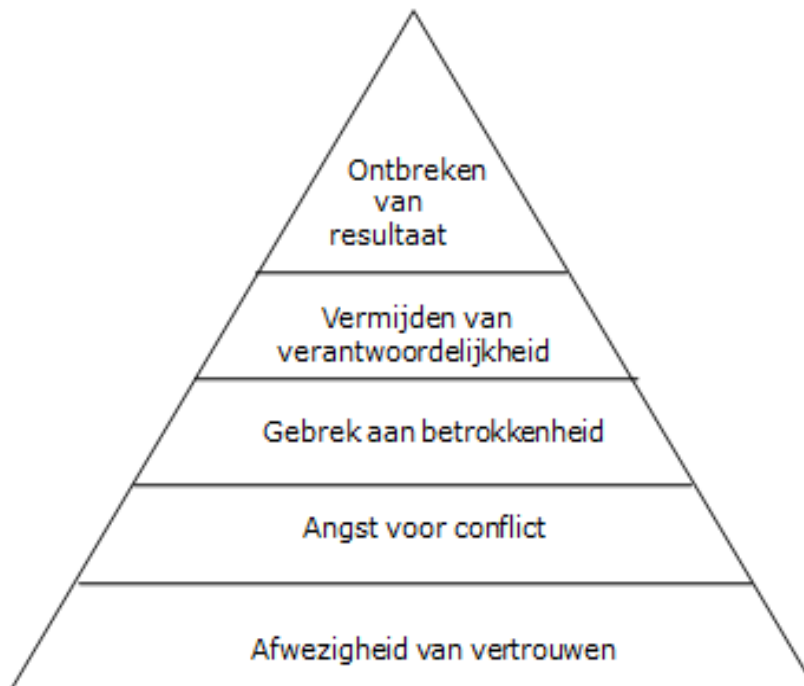 Ontbreken
van
resultaat
Vermijden van
verantwoordelijkheid
Gebrek aan betrokkenheid
Angst voor conflict
Afwezigheid van vertrouwen